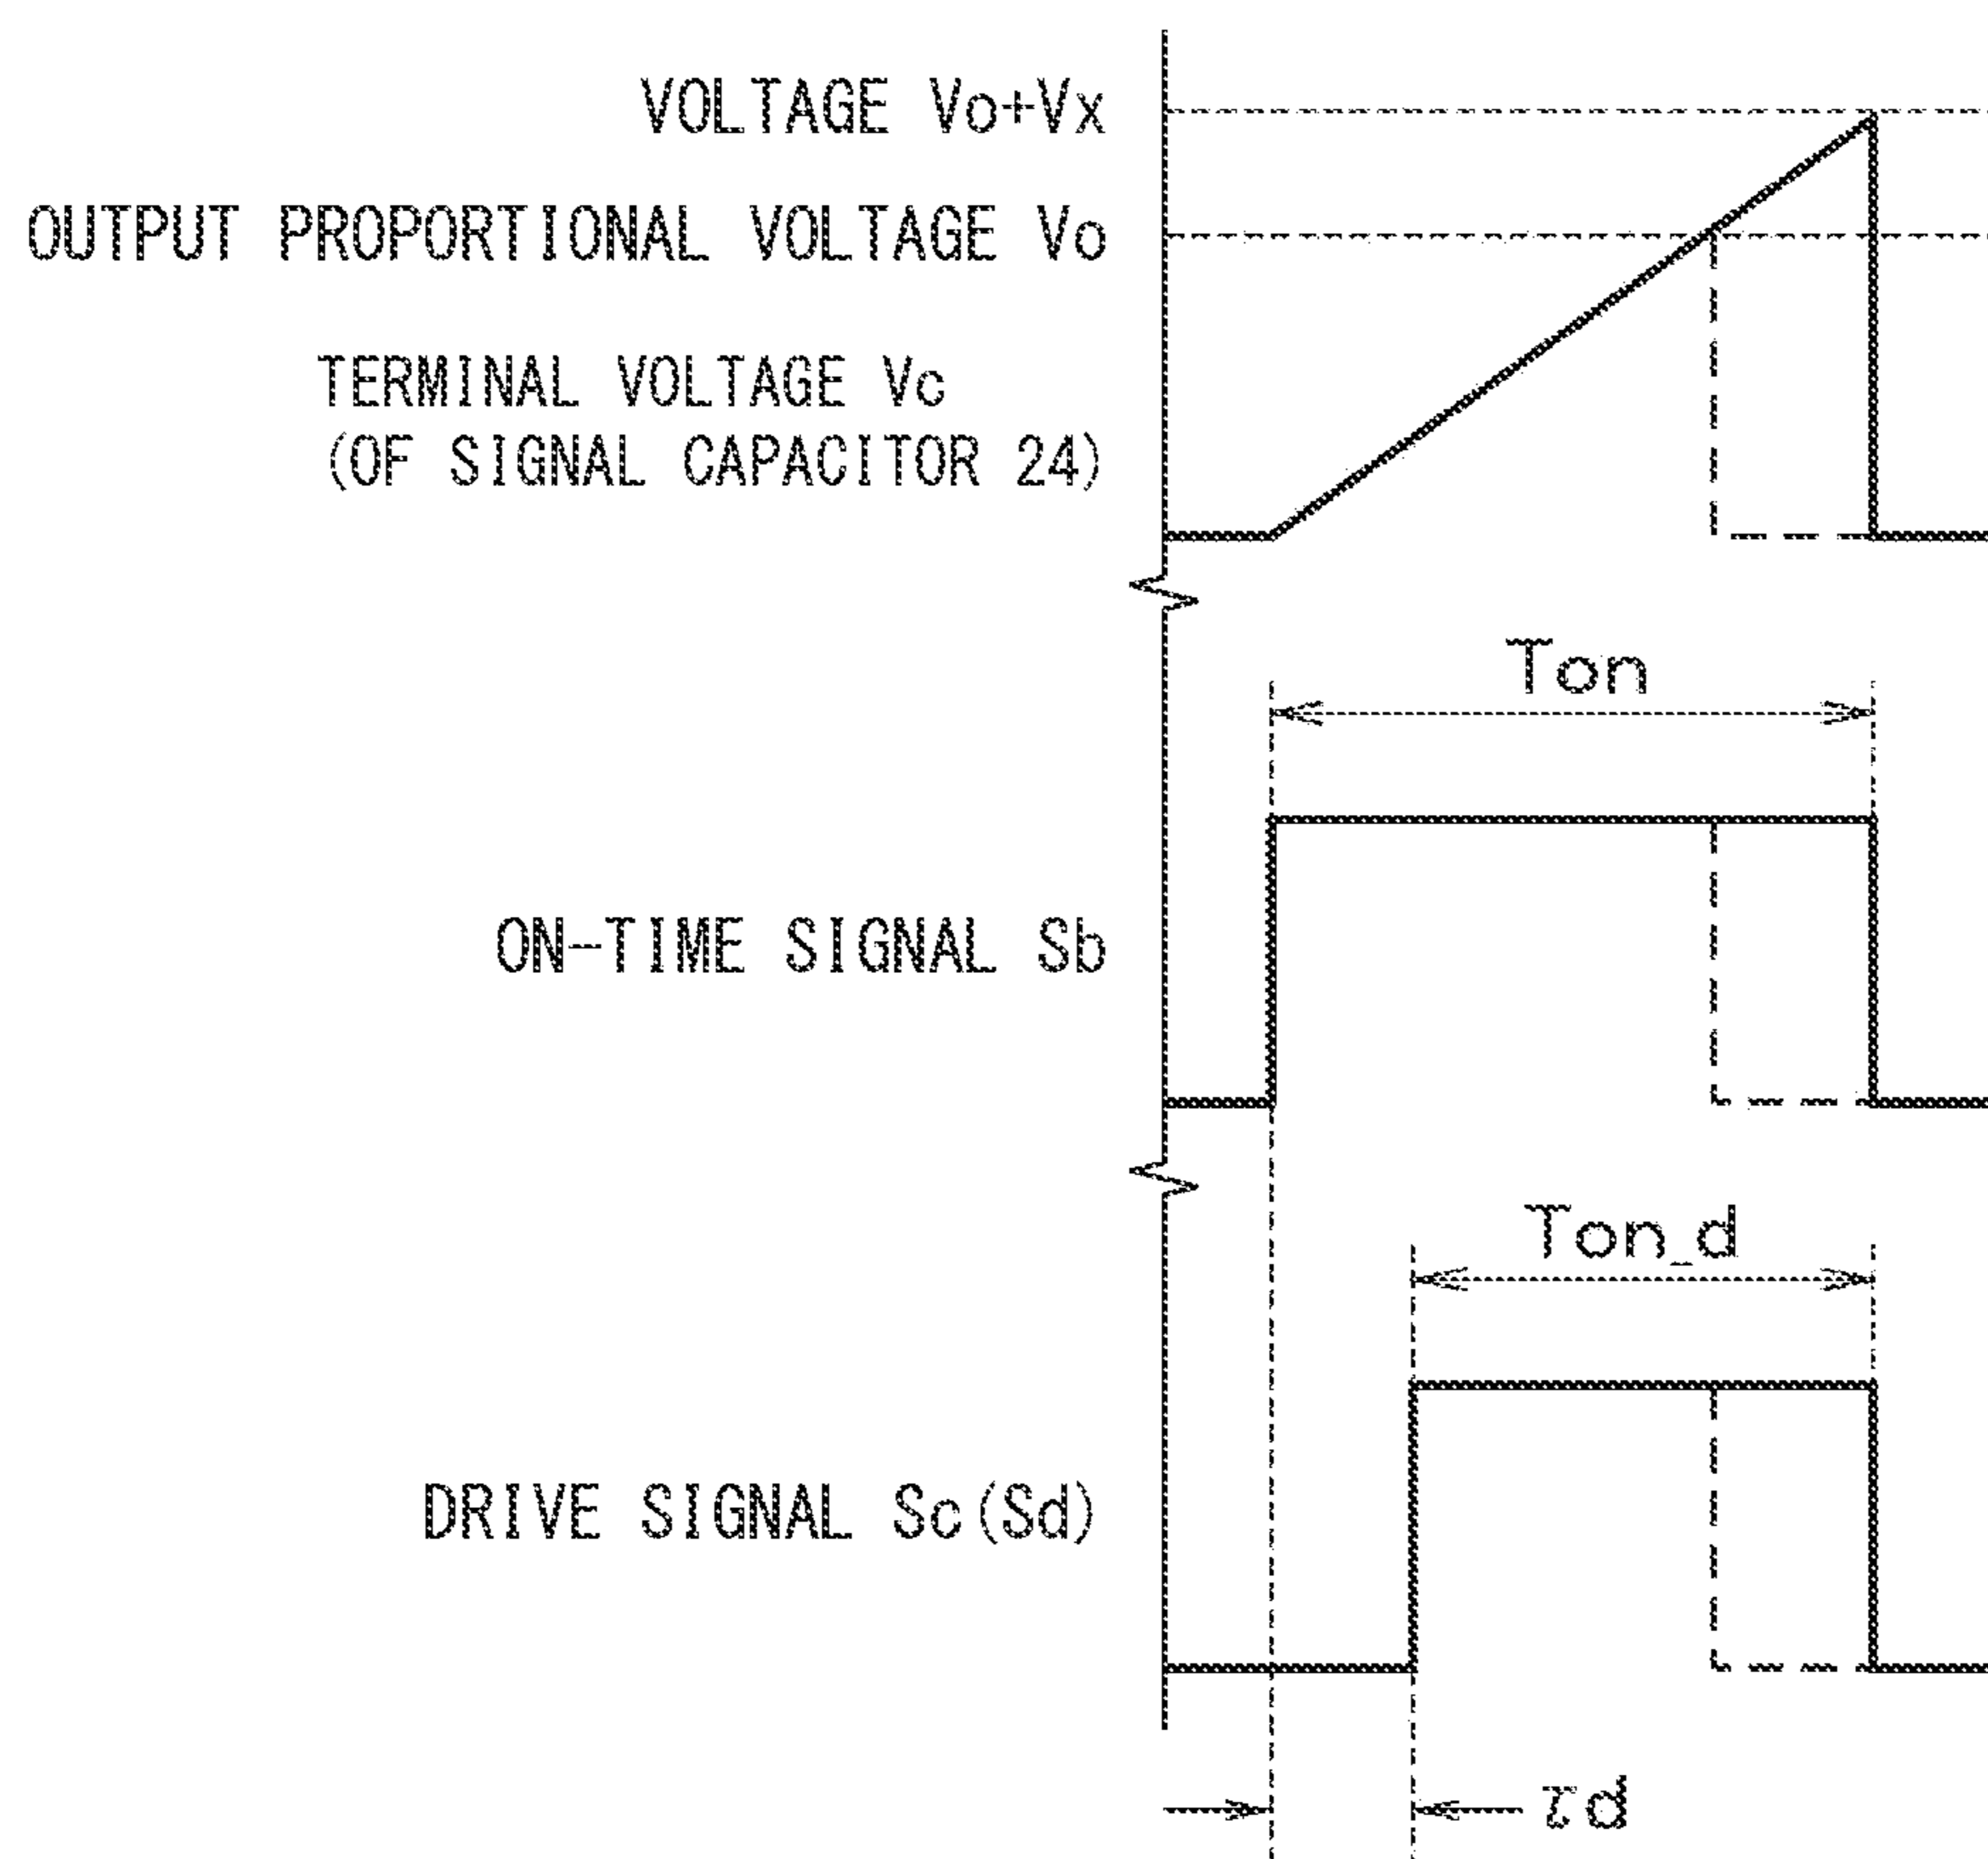 VOLTAGE Vo+Vx
OUTPUT PROPORTIONAL VOLTAGE Vo
TERMINAL VOLTAGE Vc
(OF SIGNAL CAPACITOR 24)
Ton
ON-TIME SIGNAL Sb
Ton_d
DRIVE SIGNAL Sc(Sd)
τd